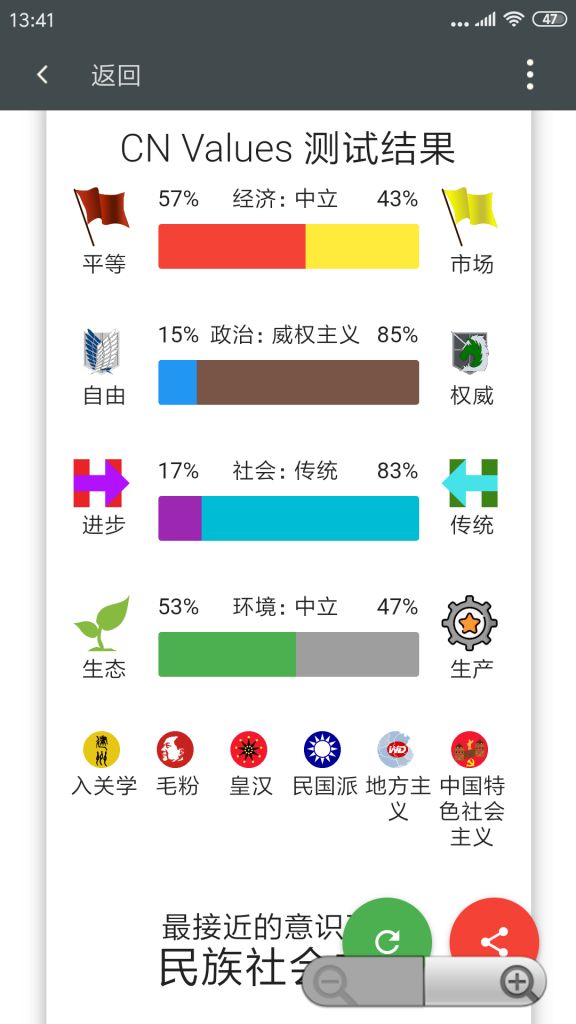 13:41
47
返回
CN Values 测试结果
57% 经济: 中立 43%
平等 市场
15% 政治: 威权主义 85%
自由 权威
17% 社会: 传统 83%
进步 传统
53% 环境: 中立 47%
生态 生产
入关学 毛粉 皇汉 民国派 地方主义 中国特色社会主义
最接近的意识
民族社会